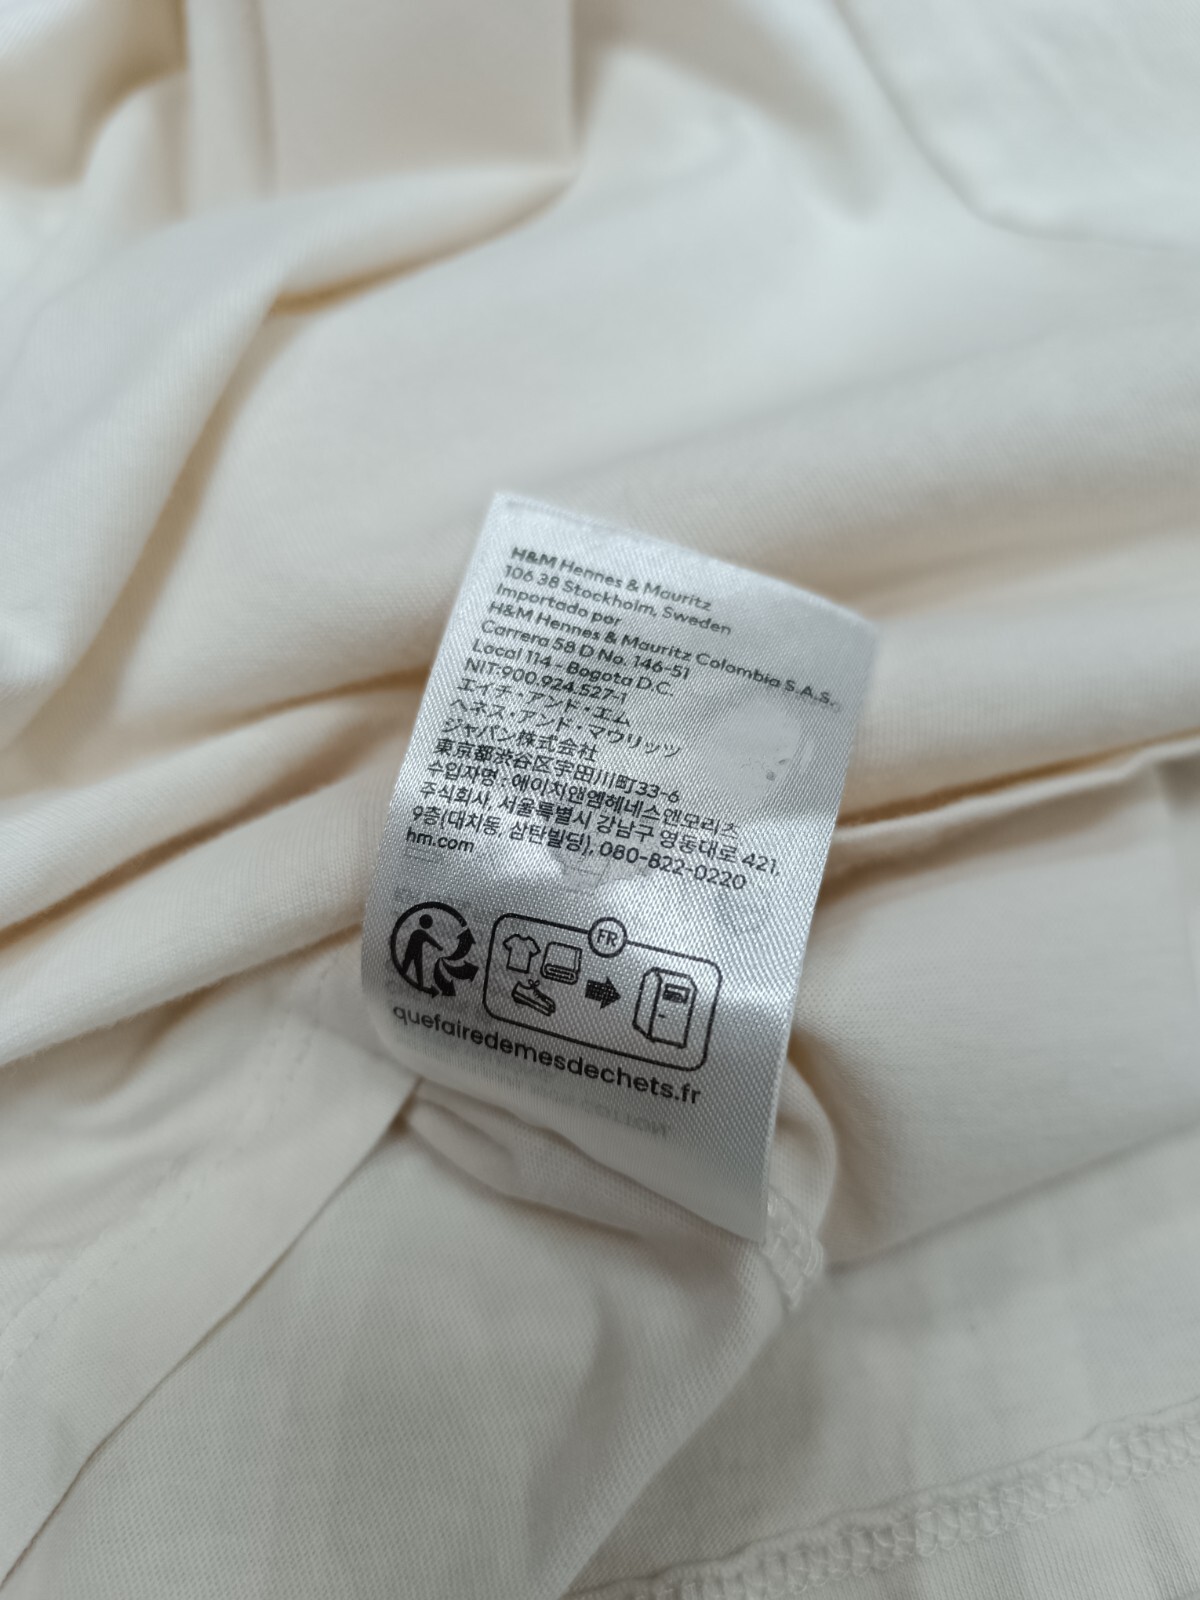 H&M Hennes & Mauritz
106 38 Stockholm, Sweden
Importado por
H&M Hennes & Mauritz Colombia S.A.S.
Carrera 58 D No. 146-51
Local 114 - Bogota D.C.
NIT:900.924.527-1
エイチ・アンド・エム
ヘネス・アンド・マウリッツ
ジャパン株式会社
東京都渋谷区宇田川町33-6
수입자명 : 에이치앤엠헤네스앤모리츠
주식회사, 서울특별시 강남구 영동대로 421,
9층(대치동, 삼탄빌딩), 080-822-0220
hm.com
FR
quefairedemesdechets.fr